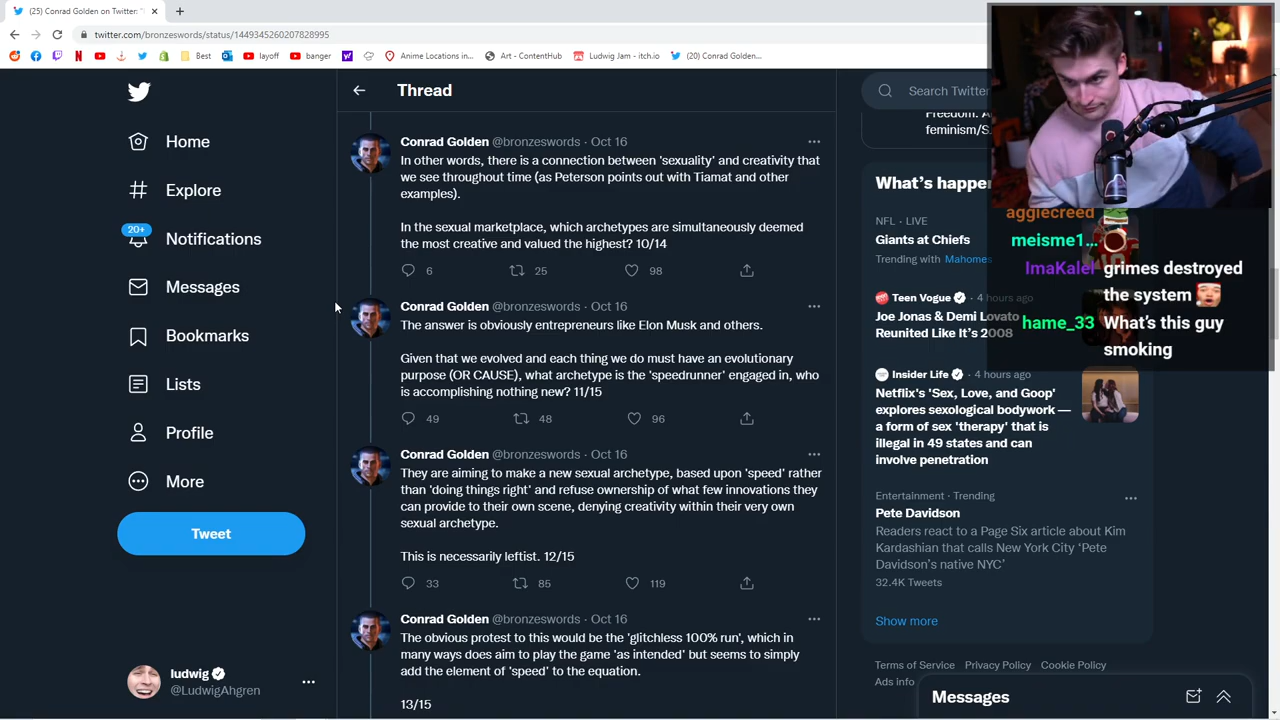 (25) Conrad Golden on Twitter: "
twitter.com/bronzeswords/status/1449345260207828995
Best
layoff
banger
Anime Locations in...
Art - ContentHub
Ludwig Jam - itch.io
(20) Conrad Golden...
Home
Explore
20+
Notifications
Messages
Bookmarks
Lists
Profile
More
Tweet
ludwig
@LudwigAhgren
Thread
Conrad Golden @bronzeswords · Oct 16
In other words, there is a connection between 'sexuality' and creativity that
we see throughout time (as Peterson points out with Tiamat and other
examples).
In the sexual marketplace, which archetypes are simultaneously deemed
the most creative and valued the highest? 10/14
6 25 98
Conrad Golden @bronzeswords · Oct 16
The answer is obviously entrepreneurs like Elon Musk and others.
Given that we evolved and each thing we do must have an evolutionary
purpose (OR CAUSE), what archetype is the 'speedrunner' engaged in, who
is accomplishing nothing new? 11/15
49 48 96
Conrad Golden @bronzeswords · Oct 16
They are aiming to make a new sexual archetype, based upon 'speed' rather
than 'doing things right' and refuse ownership of what few innovations they
can provide to their own scene, denying creativity within their very own
sexual archetype.
This is necessarily leftist. 12/15
33 85 119
Conrad Golden @bronzeswords · Oct 16
The obvious protest to this would be the 'glitchless 100% run', which in
many ways does aim to play the game 'as intended' but seems to simply
add the element of 'speed' to the equation.
13/15
Search Twitter
Freedom. A
feminism/S.
What's happe
NFL · LIVE
Giants at Chiefs
Trending with Mahomes
Teen Vogue · 4 hours ago
Joe Jonas & Demi Lovato
Reunited Like It's 2008
Insider Life · 4 hours ago
Netflix's 'Sex, Love, and Goop'
explores sexological bodywork —
a form of sex 'therapy' that is
illegal in 49 states and can
involve penetration
Entertainment · Trending
Pete Davidson
Readers react to a Page Six article about Kim
Kardashian that calls New York City 'Pete
Davidson's native NYC'
32.4K Tweets
Show more
Terms of Service Privacy Policy Cookie Policy
Ads info
Messages
aggiecreed
meisme1...
ImaKalel grimes destroyed
the system
hame_33 What's this guy
smoking